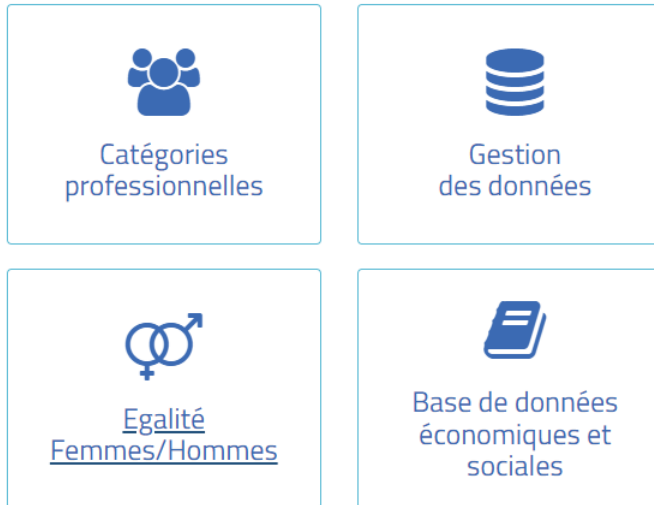 Catégories
professionnelles
Gestion
des données
Egalité
Femmes/Hommes
Base de données
économiques et
sociales